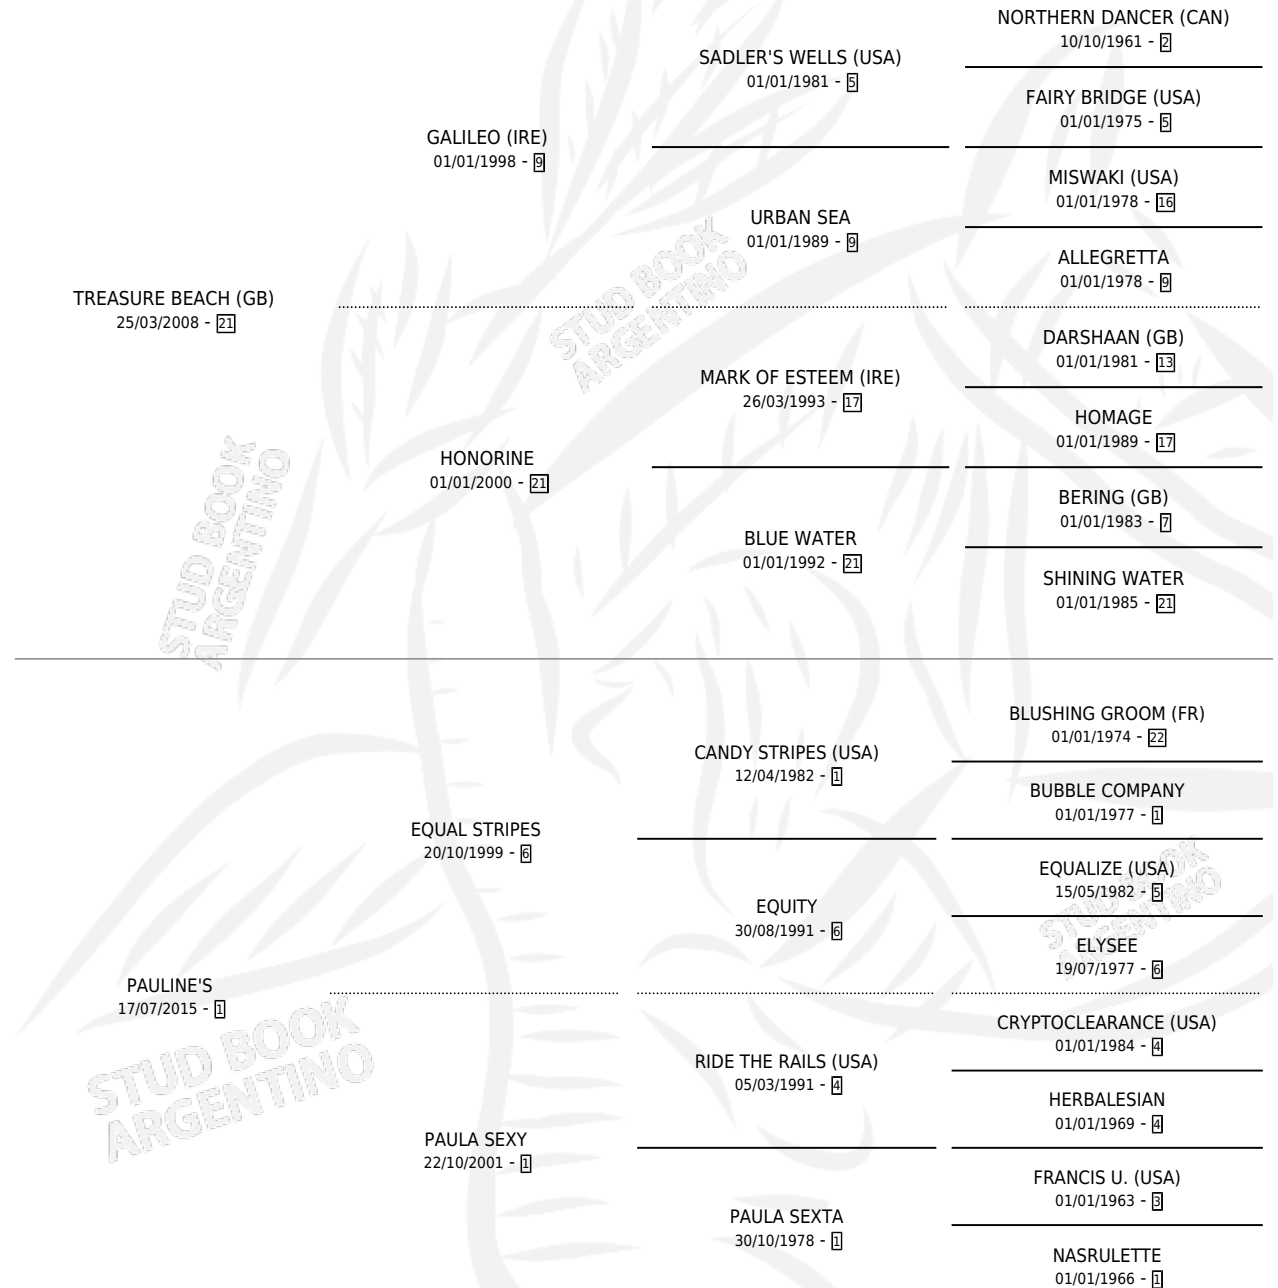 NORTHERN DANCER (CAN)
10/10/1961 - 2
SADLER'S WELLS (USA)
01/01/1981 - 5
FAIRY BRIDGE (USA)
01/01/1975 - 5
GALILEO (IRE)
01/01/1998 - 9
MISWAKI (USA)
01/01/1978 - 16
URBAN SEA
01/01/1989 - 9
ALLEGRETTA
01/01/1978 - 9
TREASURE BEACH (GB)
25/03/2008 - 21
STUD BOOK
ARGENTINO
DARSHAAN (GB)
01/01/1981 - 13
MARK OF ESTEEM (IRE)
26/03/1993 - 17
HOMAGE
01/01/1989 - 17
HONORINE
01/01/2000 - 21
BERING (GB)
01/01/1983 - 7
BLUE WATER
01/01/1992 - 21
SHINING WATER
01/01/1985 - 21
STUD BOOK
ARGENTINO
BLUSHING GROOM (FR)
01/01/1974 - 22
CANDY STRIPES (USA)
12/04/1982 - 1
BUBBLE COMPANY
01/01/1977 - 1
EQUAL STRIPES
20/10/1999 - 6
EQUALIZE (USA)
15/05/1982 - 5
EQUITY
30/08/1991 - 6
STUD BOOK
ARGENTINO
ELYSEE
19/07/1977 - 6
PAULINE'S
17/07/2015 - 1
STUD BOOK
ARGENTINO
CRYPTOCLEARANCE (USA)
01/01/1984 - 4
RIDE THE RAILS (USA)
05/03/1991 - 4
HERBALESIAN
01/01/1969 - 4
PAULA SEXY
22/10/2001 - 1
FRANCIS U. (USA)
01/01/1963 - 3
PAULA SEXTA
30/10/1978 - 1
NASRULETTE
01/01/1966 - 1